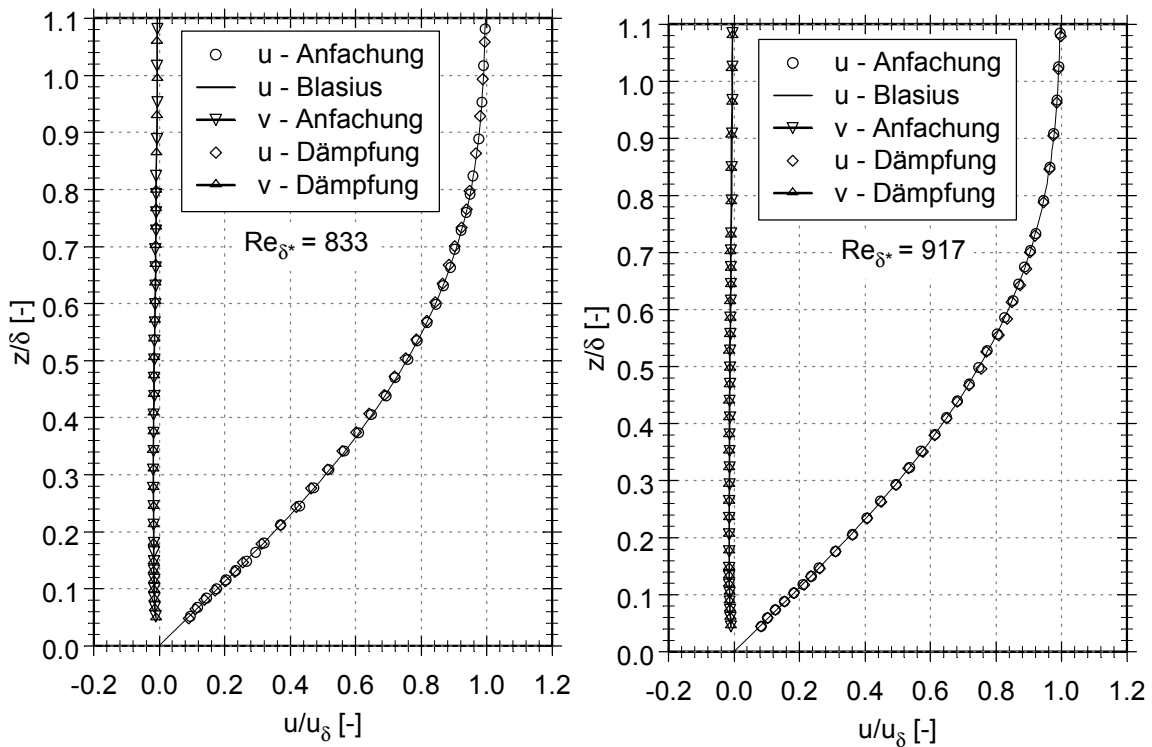 1.1
1.0
0.9
0.8
0.7
0.6
0.5
0.4
0.3
0.2
0.1
0.0
z/δ [-]
u - Anfachung
u - Blasius
v - Anfachung
u - Dämpfung
v - Dämpfung
Reδ* = 833
-0.2 0.0 0.2 0.4 0.6 0.8 1.0 1.2
u/uδ [-]
1.1
1.0
0.9
0.8
0.7
0.6
0.5
0.4
0.3
0.2
0.1
0.0
z/δ [-]
u - Anfachung
u - Blasius
v - Anfachung
u - Dämpfung
v - Dämpfung
Reδ* = 917
-0.2 0.0 0.2 0.4 0.6 0.8 1.0 1.2
u/uδ [-]